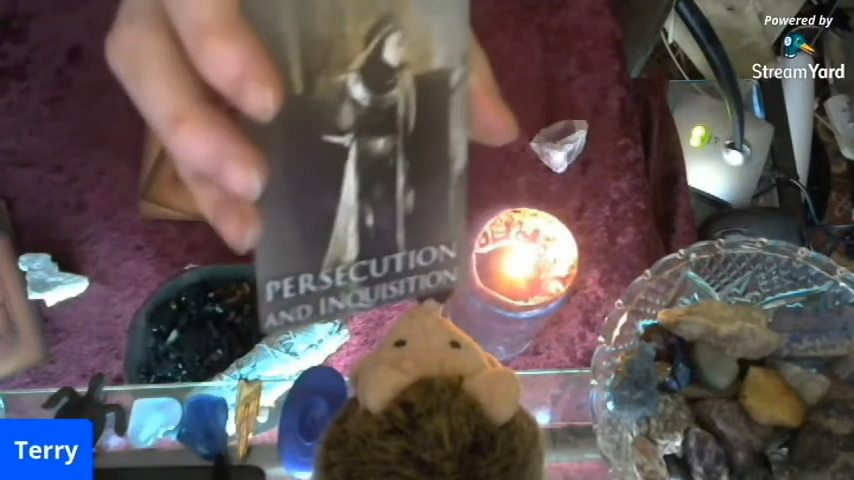 Powered by
StreamYard
PERSECUTION
AND INQUISITION
Terry